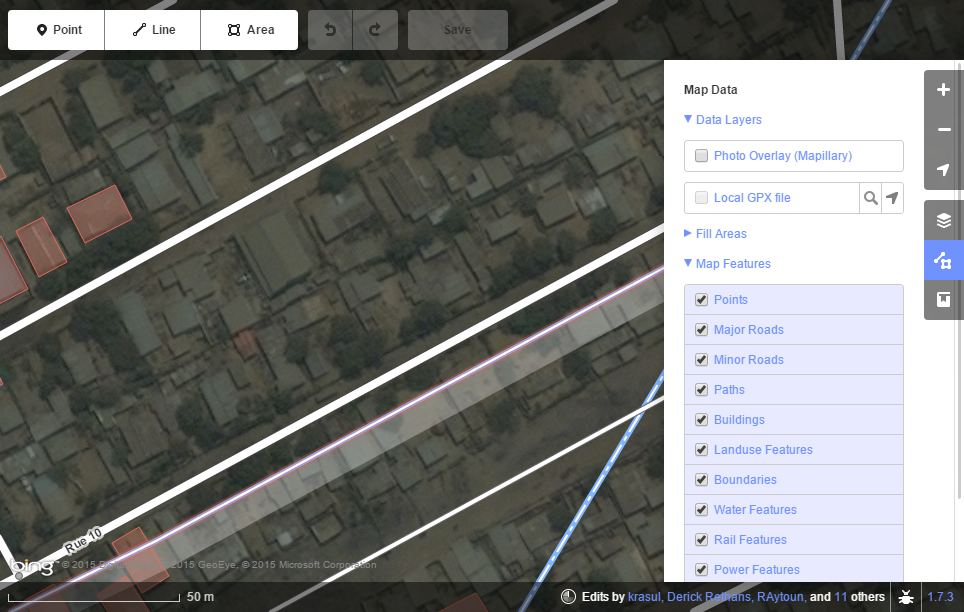 Point
Line
Area
Save
Map Data
Data Layers
Photo Overlay (Mapillary)
Local GPX file
Fill Areas
Map Features
Points
Major Roads
Minor Roads
Paths
Buildings
Landuse Features
Boundaries
Water Features
Rail Features
Power Features
Rue 10
bing
© 2015 GeoEye, © 2015 Microsoft Corporation
50 m
Edits by krasul, Derick Rethans, RAytoun, and 11 others
1.7.3